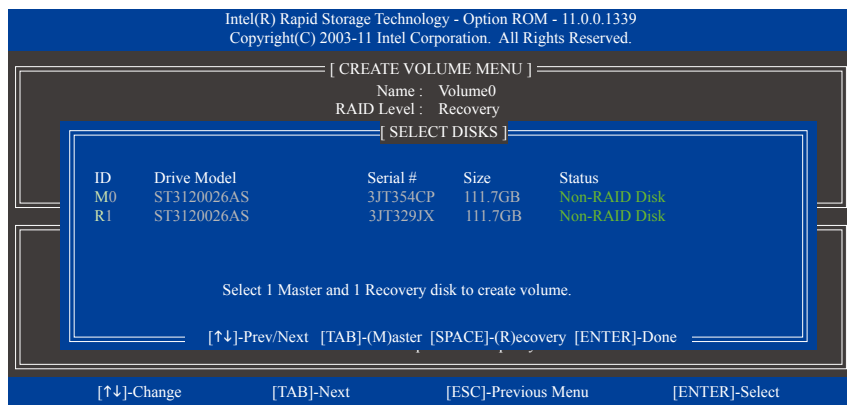 Intel(R) Rapid Storage Technology - Option ROM - 11.0.0.1339
Copyright(C) 2003-11 Intel Corporation. All Rights Reserved.
[ CREATE VOLUME MENU ]
Name : Volume0
RAID Level : Recovery
[ SELECT DISKS ]
ID Drive Model Serial # Size Status
M0 ST3120026AS 3JT354CP 111.7GB Non-RAID Disk
R1 ST3120026AS 3JT329JX 111.7GB Non-RAID Disk
Select 1 Master and 1 Recovery disk to create volume.
[↑↓]-Prev/Next [TAB]-(M)aster [SPACE]-(R)ecovery [ENTER]-Done
[↑↓]-Change [TAB]-Next [ESC]-Previous Menu [ENTER]-Select